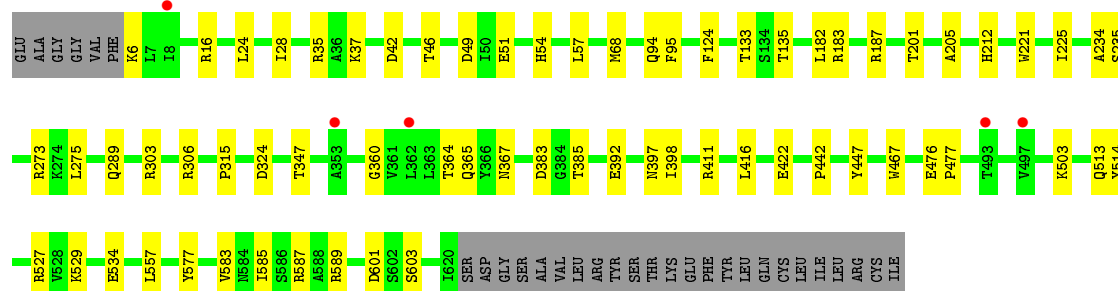 GLU ALA GLY GLY VAL PHE K6 L7 I8 R16 L24 I28 R35 A36 K37 D42 T46 D49 I50 E51 H54 L57 M68 Q94 F95 F124 T133 S134 T135 L182 R183 R187 T201 A205 H212 W221 I225 A234 S235
R273 K274 L275 Q289 R303 R306 P315 D324 T347 A353 G360 V361 L362 L363 T364 Q365 Y366 N367 D383 G384 T385 E392 N397 I398 R411 L416 E422 P442 Y447 W467 E476 P477 T493 V497 K503 Q513 Y514
R527 V528 K529 E534 L557 Y577 V583 N584 I585 S586 R587 A588 R589 D601 S602 S603 I620 SER ASP GLY SER ALA VAL LEU ARG TYR SER THR LYS GLU PHE TYR LEU GLN CYS LEU ILE LEU ARG CYS ILE